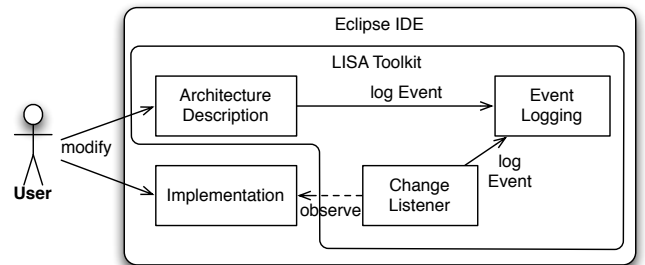 Eclipse IDE
LISA Toolkit
Architecture
Description
log Event
Event
Logging
modify
User
Implementation
observe
Change
Listener
log
Event